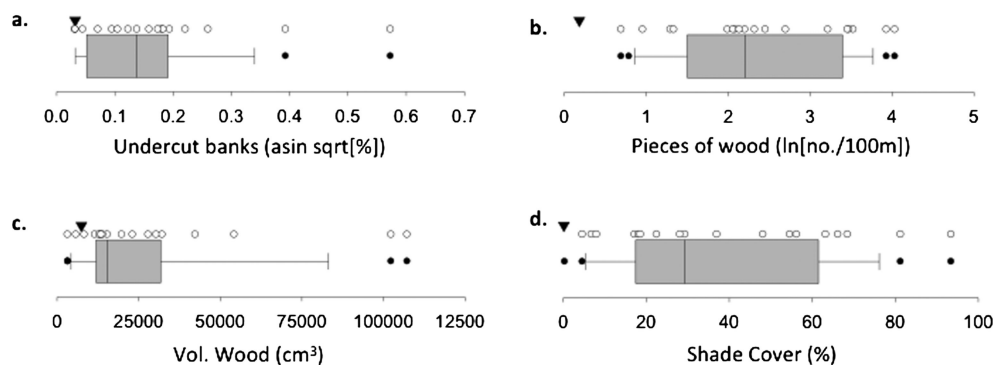 a.
0.0 0.1 0.2 0.3 0.4 0.5 0.6 0.7
Undercut banks (asin sqrt[%])
b.
0 1 2 3 4 5
Pieces of wood (ln[no./100m])
c.
0 25000 50000 75000 100000 12500
Vol. Wood (cm³)
d.
0 20 40 60 80 100
Shade Cover (%)